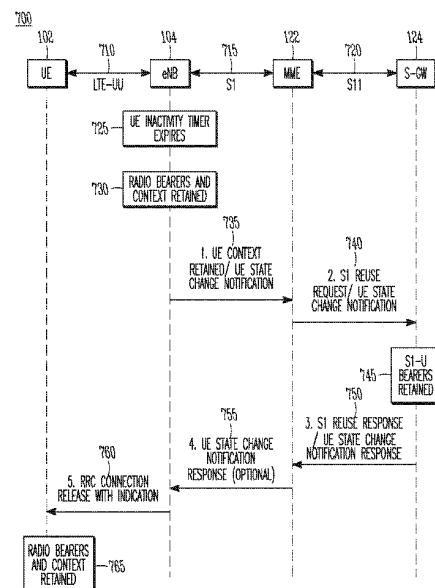 700
102
710
104
715
122
720
124
UE
eNB
MME
S-GW
LTE-UU
S1
S11
725
UE INACTIVITY TIMER
EXPIRES
730
RADIO BEARERS AND
CONTEXT RETAINED
735
1. UE CONTEXT
RETAINED/ UE STATE
CHANGE NOTIFICATION
740
2. S1 REUSE
REQUEST/ UE STATE
CHANGE NOTIFICATION
745
S1-U
BEARERS
RETAINED
750
3. S1 REUSE RESPONSE
/ UE STATE CHANGE
NOTIFICATION RESPONSE
755
4. UE STATE CHANGE
NOTIFICATION
RESPONSE (OPTIONAL)
760
5. RRC CONNECTION
RELEASE WITH INDICATION
RADIO BEARERS
AND CONTEXT
RETAINED
765